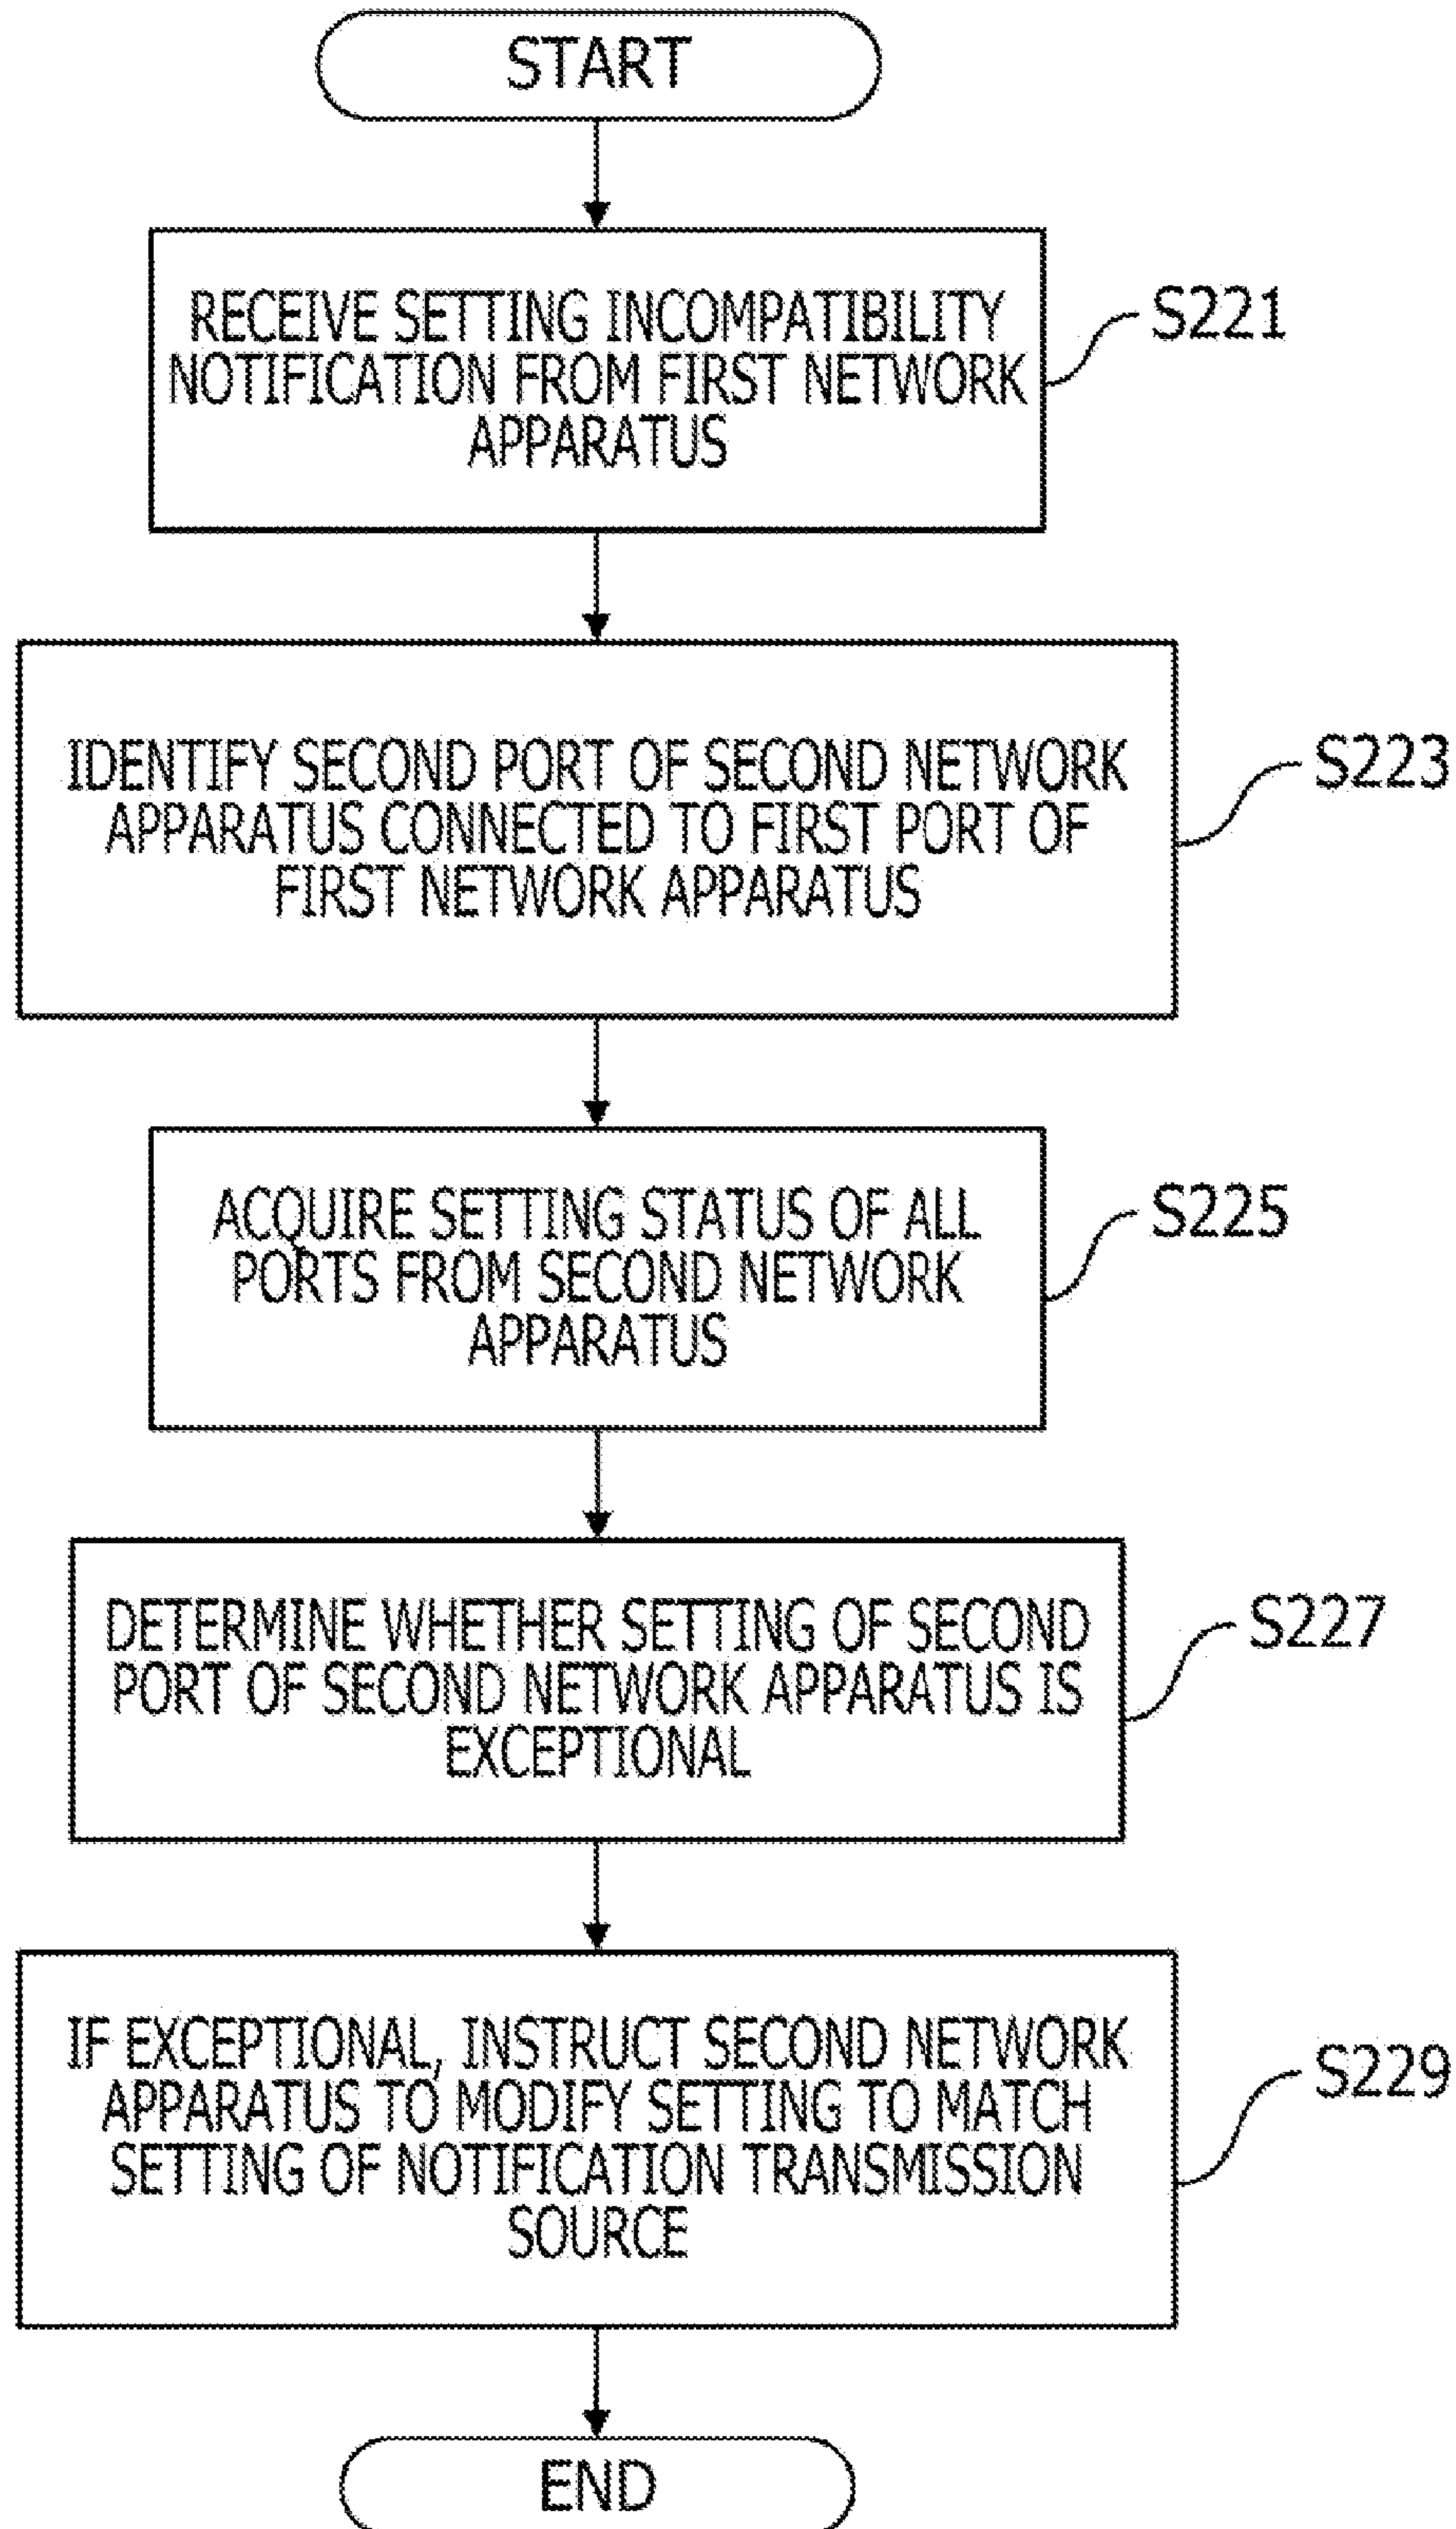 START
RECEIVE SETTING INCOMPATIBILITY
NOTIFICATION FROM FIRST NETWORK
APPARATUS
S221
IDENTIFY SECOND PORT OF SECOND NETWORK
APPARATUS CONNECTED TO FIRST PORT OF
FIRST NETWORK APPARATUS
S223
ACQUIRE SETTING STATUS OF ALL
PORTS FROM SECOND NETWORK
APPARATUS
S225
DETERMINE WHETHER SETTING OF SECOND
PORT OF SECOND NETWORK APPARATUS IS
EXCEPTIONAL
S227
IF EXCEPTIONAL, INSTRUCT SECOND NETWORK
APPARATUS TO MODIFY SETTING TO MATCH
SETTING OF NOTIFICATION TRANSMISSION
SOURCE
S229
END